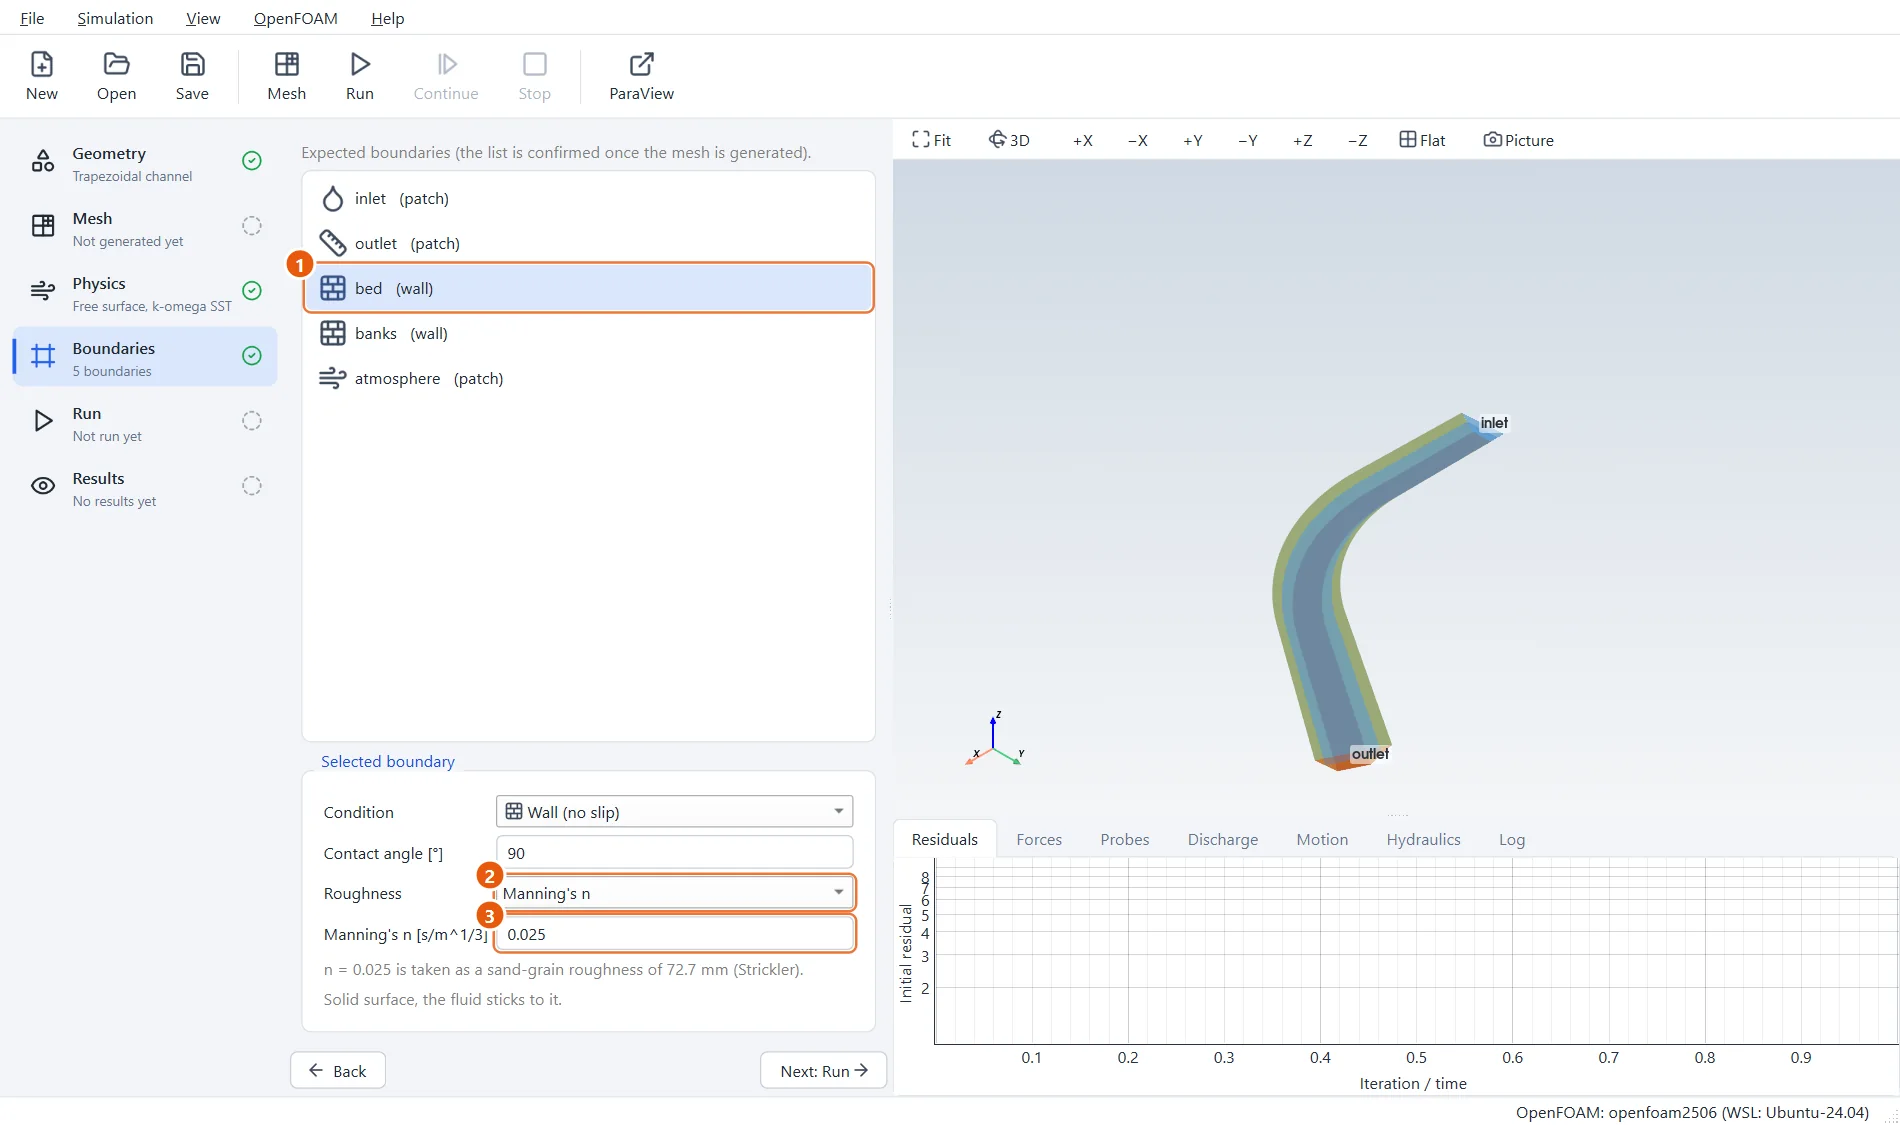 File Simulation View OpenFOAM Help
New Open Save Mesh Run Continue Stop ParaView
Geometry
Trapezoidal channel
Mesh
Not generated yet
Physics
Free surface, k-omega SST
Boundaries
5 boundaries
Run
Not run yet
Results
No results yet
Expected boundaries (the list is confirmed once the mesh is generated).
inlet (patch)
outlet (patch)
1
bed (wall)
banks (wall)
atmosphere (patch)
Selected boundary
Condition Wall (no slip)
Contact angle [°] 90
2
Roughness Manning's n
3
Manning's n [s/m^1/3] 0.025
n = 0.025 is taken as a sand-grain roughness of 72.7 mm (Strickler).
Solid surface, the fluid sticks to it.
Back Next: Run
Fit 3D +X −X +Y −Y +Z −Z Flat Picture
inlet
outlet
Z
X Y
Residuals Forces Probes Discharge Motion Hydraulics Log
8
7
6
5
4
3
2
Initial residual
0.1 0.2 0.3 0.4 0.5 0.6 0.7 0.8 0.9
Iteration / time
OpenFOAM: openfoam2506 (WSL: Ubuntu-24.04)